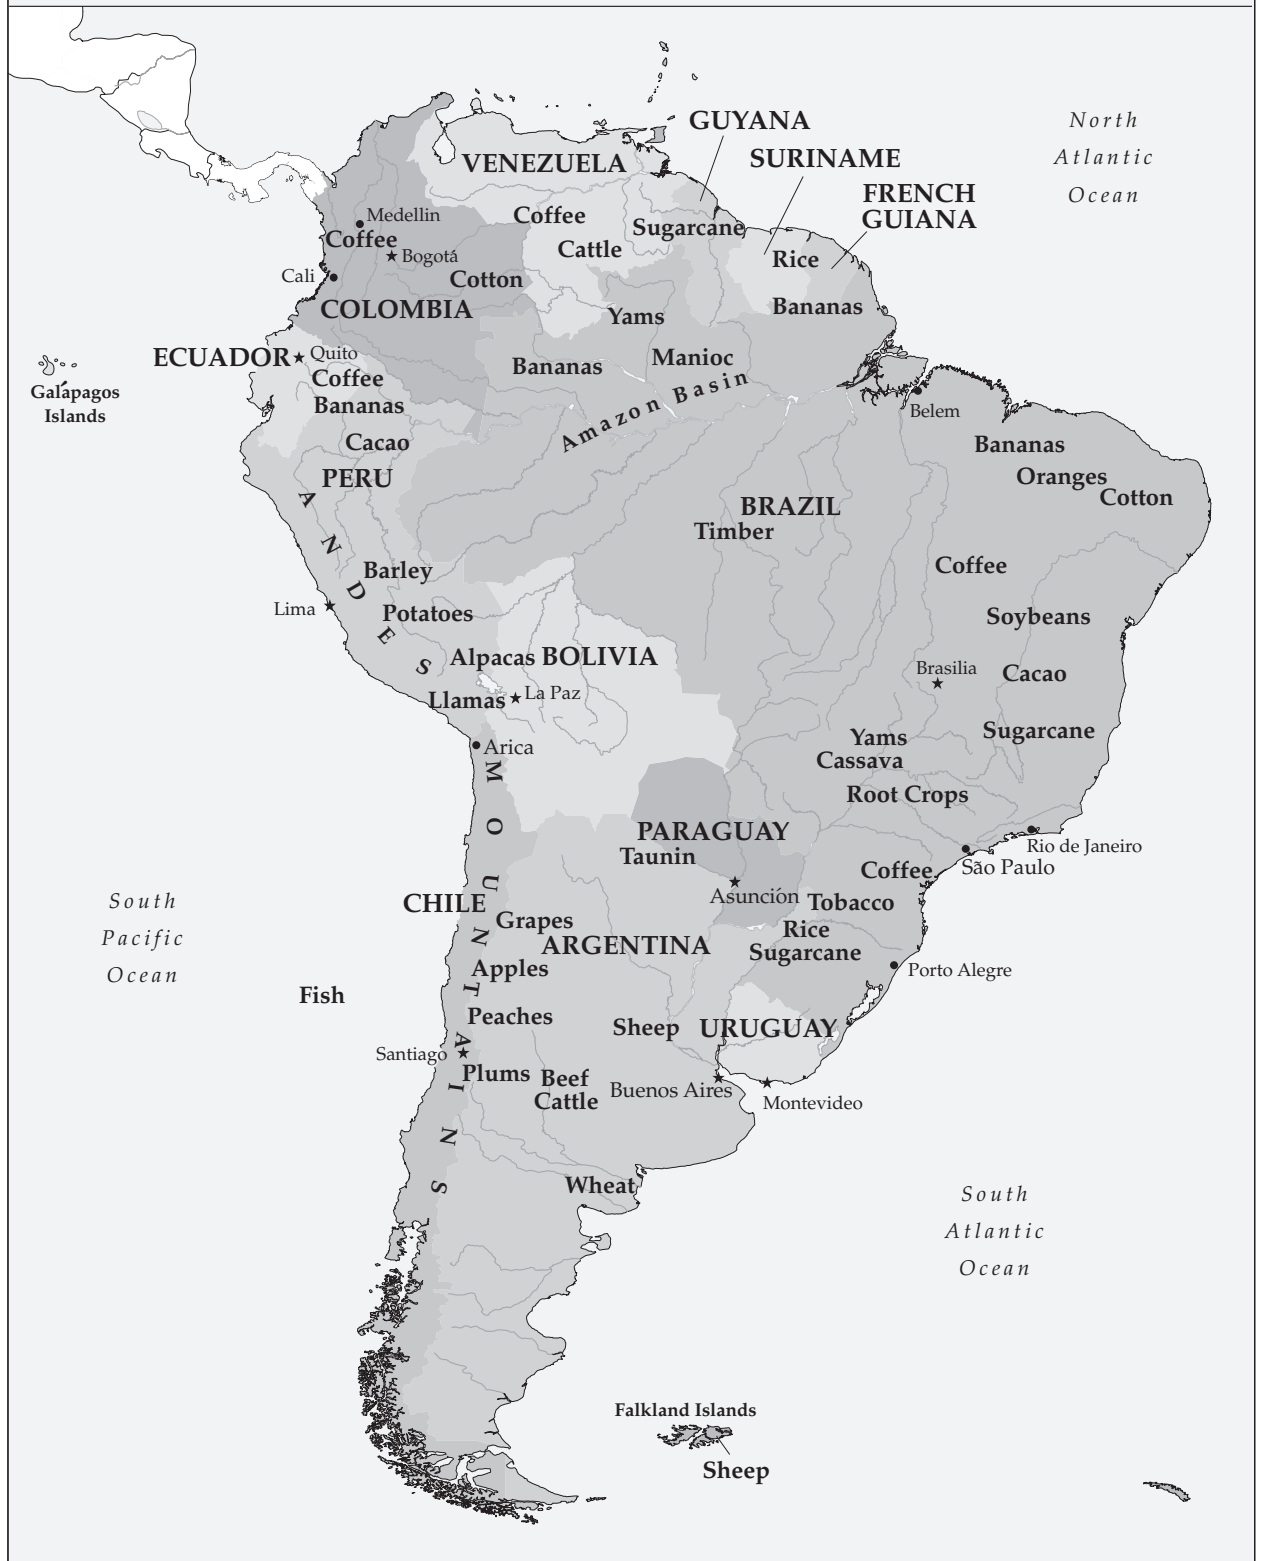 GUYANA
North
Atlantic
Ocean
SURINAME
VENEZUELA
FRENCH
GUIANA
Medellin
Coffee
Sugarcane
Coffee
Cattle
Bogotá
Rice
Cali
Cotton
COLOMBIA
Bananas
Yams
ECUADOR
Quito
Manioc
Bananas
Coffee
Amazon Basin
Galápagos
Islands
Bananas
Belem
Cacao
Bananas
PERU
Oranges
Cotton
BRAZIL
Timber
Coffee
Barley
Lima
Potatoes
Soybeans
Alpacas
BOLIVIA
Brasilia
Cacao
Llamas
La Paz
Sugarcane
Yams
Cassava
Arica
Root Crops
ANDES MOUNTAINS
PARAGUAY
Rio de Janeiro
Taunin
São Paulo
Coffee
Asunción
Tobacco
CHILE
South
Pacific
Ocean
Grapes
Rice
Sugarcane
ARGENTINA
Apples
Porto Alegre
Fish
Peaches
Sheep
URUGUAY
Santiago
Plums
Beef
Cattle
Buenos Aires
Montevideo
Wheat
South
Atlantic
Ocean
Falkland Islands
Sheep